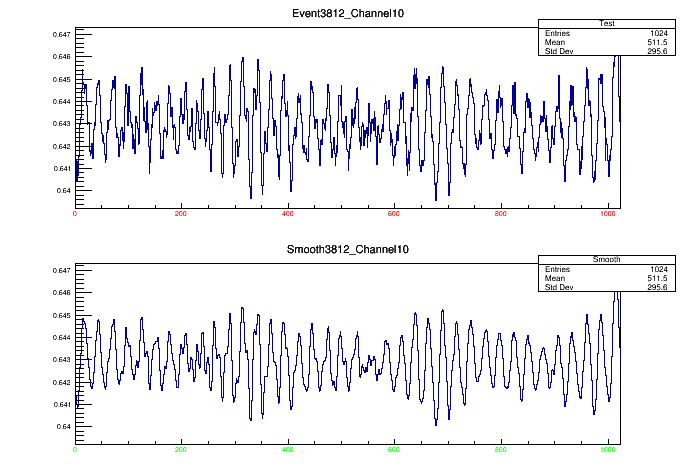 Event3812_Channel10
Test
Entries 1024
Mean 511.5
Std Dev 295.6
0.647
0.646
0.645
0.644
0.643
0.642
0.641
0.64
0 200 400 600 800 1000
Smooth3812_Channel10
Smooth
Entries 1024
Mean 511.5
Std Dev 295.6
0.647
0.646
0.645
0.644
0.643
0.642
0.641
0.64
0 200 400 600 800 1000